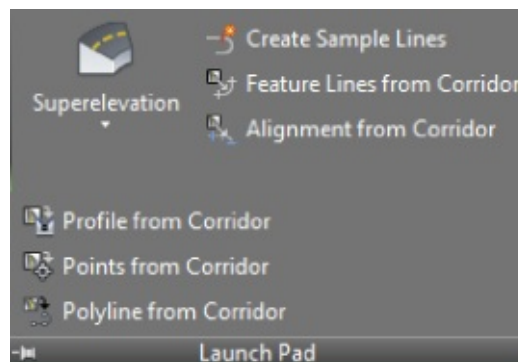 Superelevation
Create Sample Lines
Feature Lines from Corridor
Alignment from Corridor
Profile from Corridor
Points from Corridor
Polyline from Corridor
Launch Pad